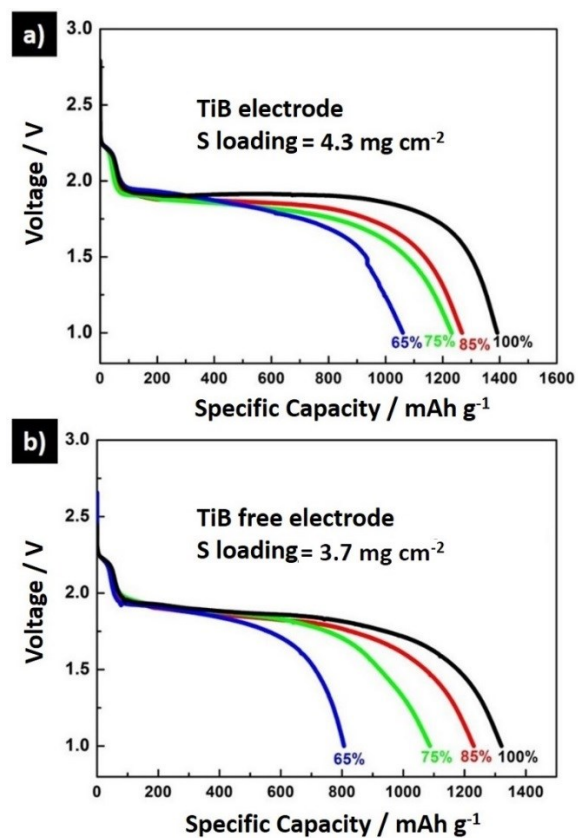 a)
3.0
2.5
2.0
1.5
1.0
Voltage / V
TiB electrode
S loading = 4.3 mg cm-2
65% 75% 85% 100%
0 200 400 600 800 1000 1200 1400 1600
Specific Capacity / mAh g-1
b)
3.0
2.5
2.0
1.5
1.0
Voltage / V
TiB free electrode
S loading = 3.7 mg cm-2
65% 75% 85% 100%
0 200 400 600 800 1000 1200 1400
Specific Capacity / mAh g-1